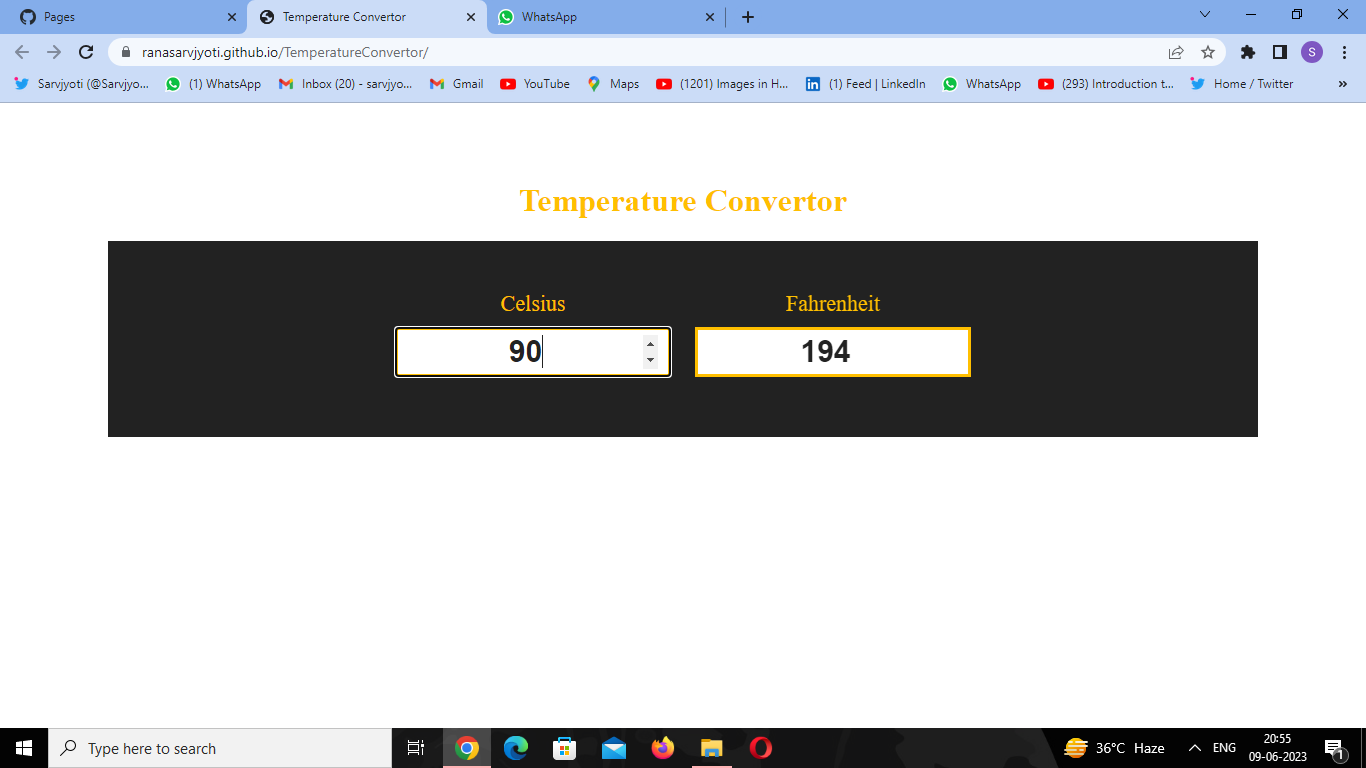 Pages
Temperature Convertor
WhatsApp
ranasarvjyoti.github.io/TemperatureConvertor/
S
Sarvjyoti (@Sarvjyo...
(1) WhatsApp
Inbox (20) - sarvjyo...
Gmail
YouTube
Maps
(1201) Images in H...
(1) Feed | LinkedIn
WhatsApp
(293) Introduction t...
Home / Twitter
Temperature Convertor
Celsius
Fahrenheit
90
194
Type here to search
36°C Haze
ENG
20:55
09-06-2023
1